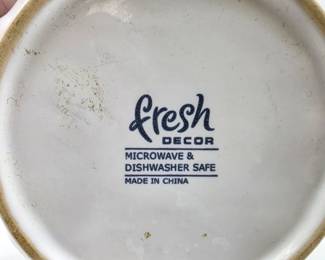 fresh
DECOR
MICROWAVE &
DISHWASHER SAFE
MADE IN CHINA